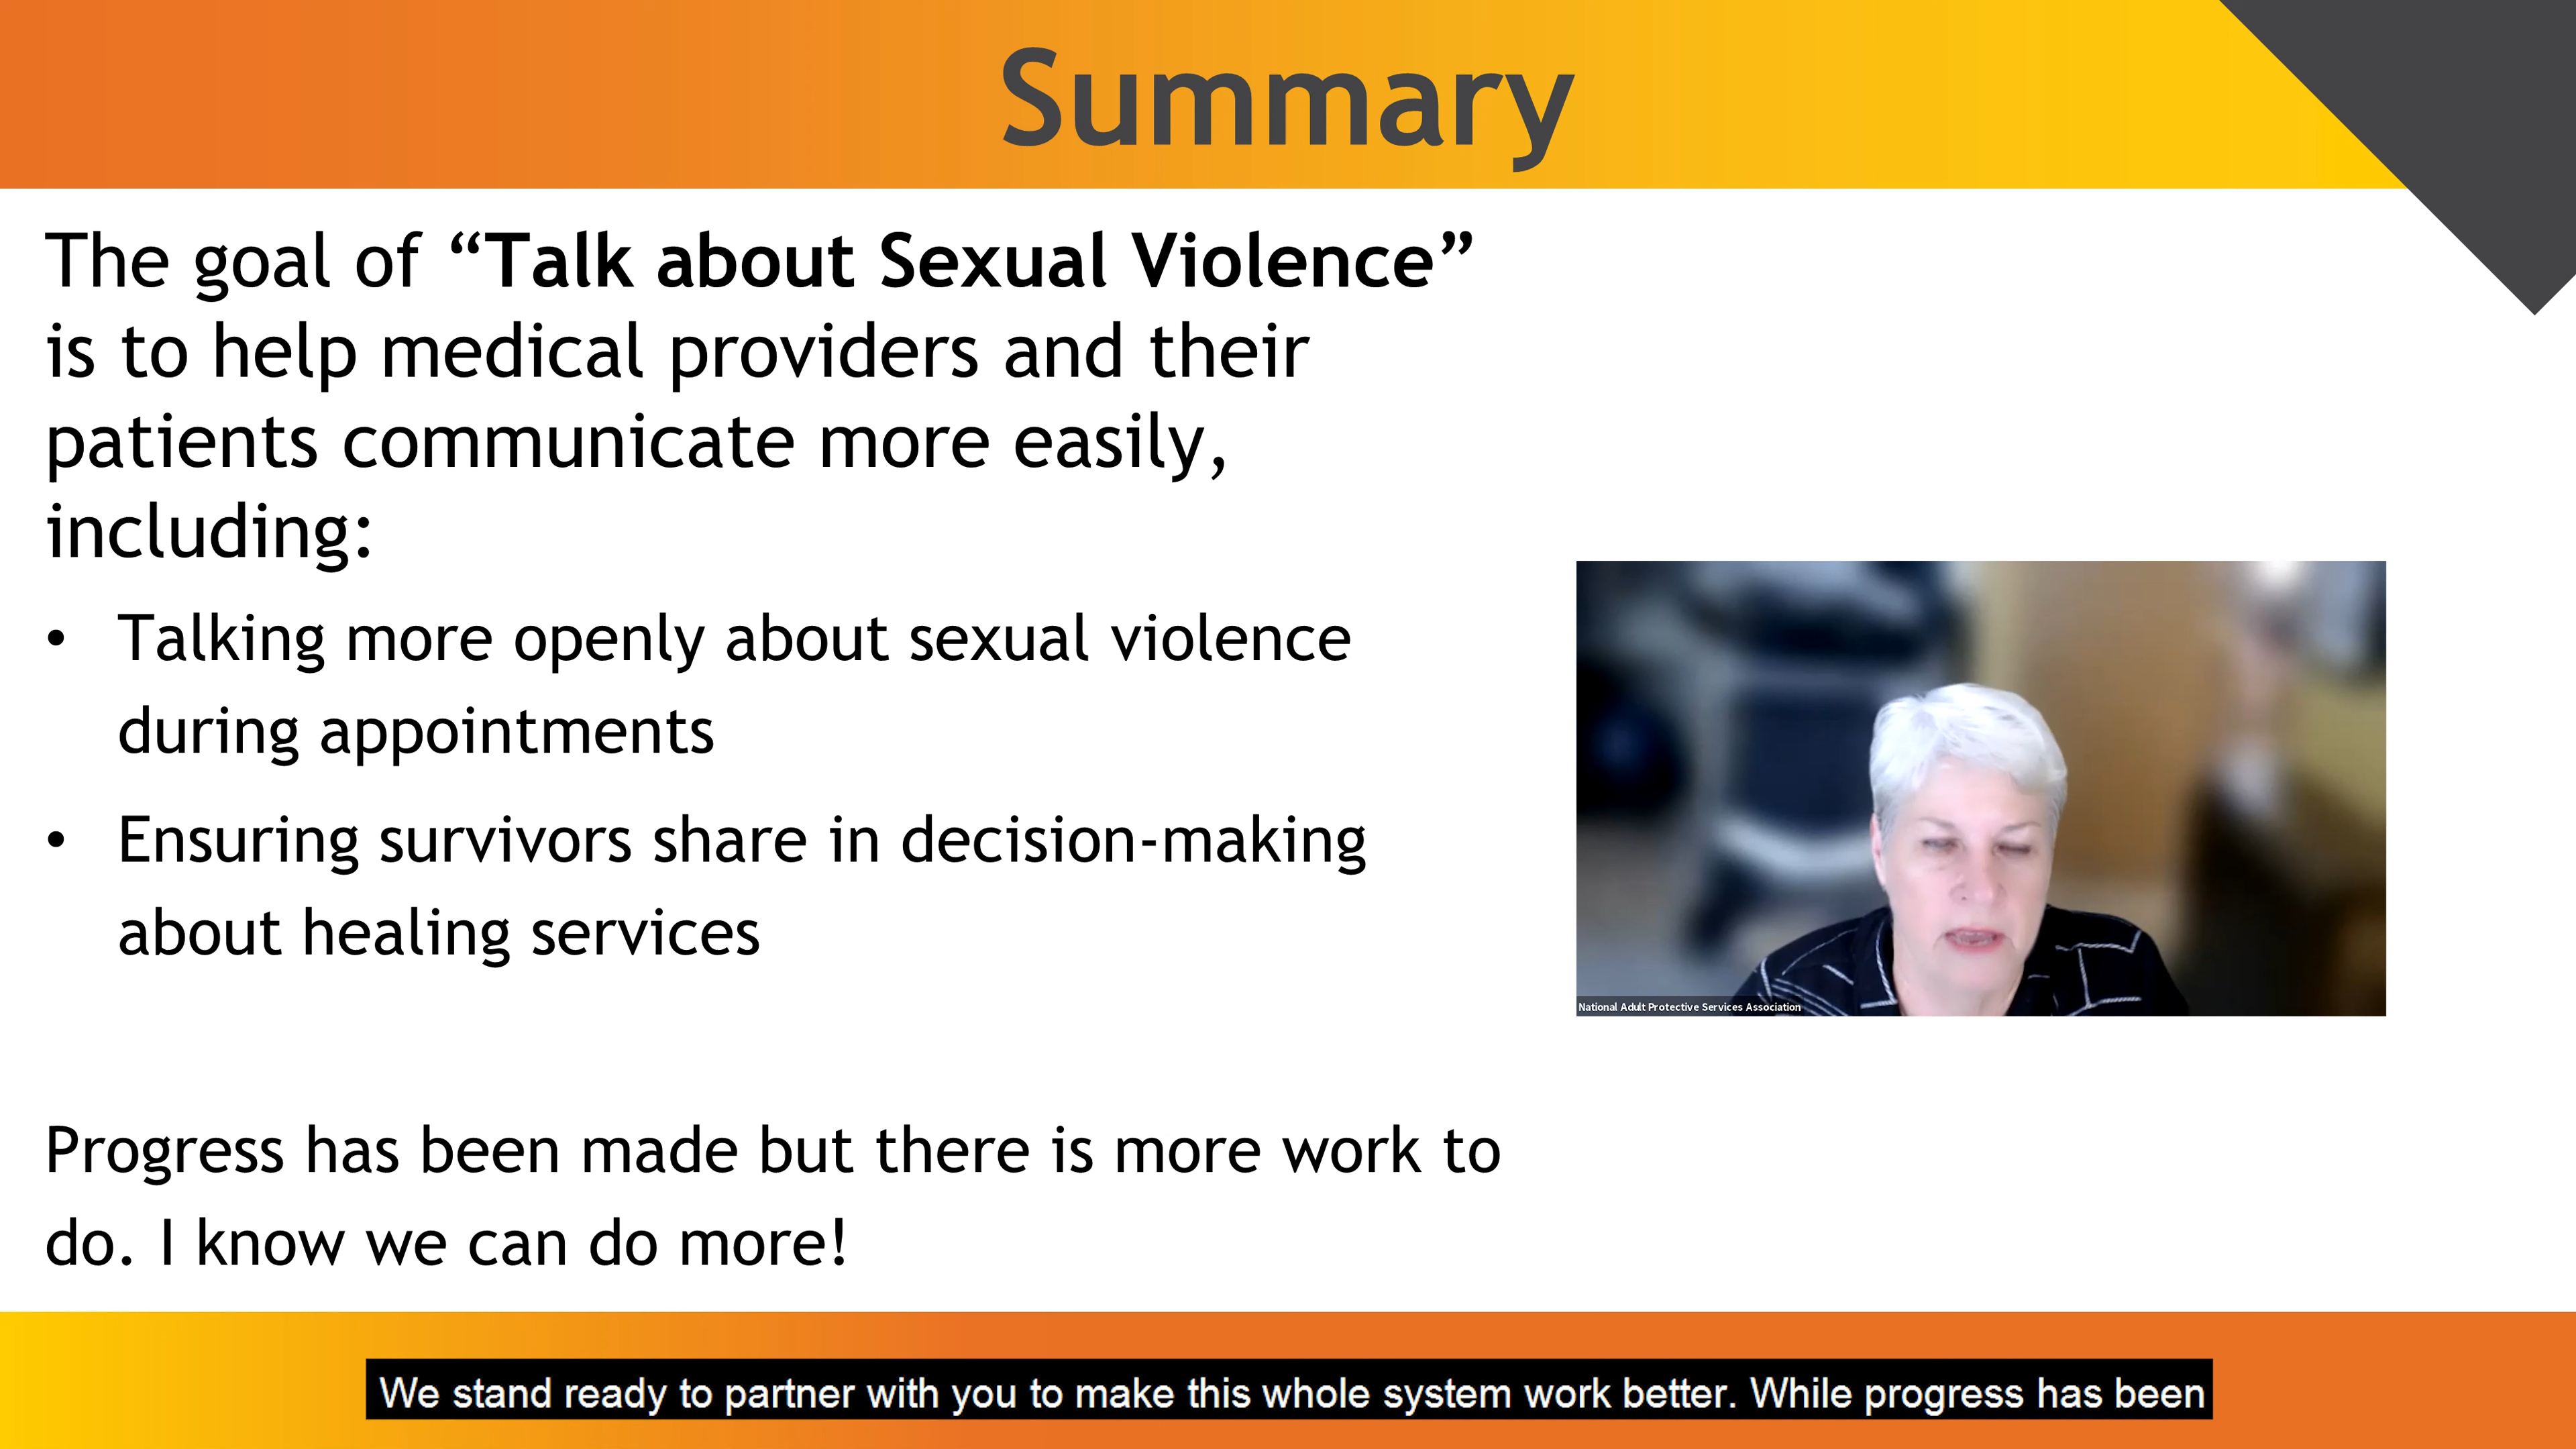 Summary
The goal of “Talk about Sexual Violence”
is to help medical providers and their
patients communicate more easily,
including:
• Talking more openly about sexual violence
during appointments
• Ensuring survivors share in decision-making
about healing services
National Adult Protective Services Association
Progress has been made but there is more work to
do. I know we can do more!
We stand ready to partner with you to make this whole system work better. While progress has been